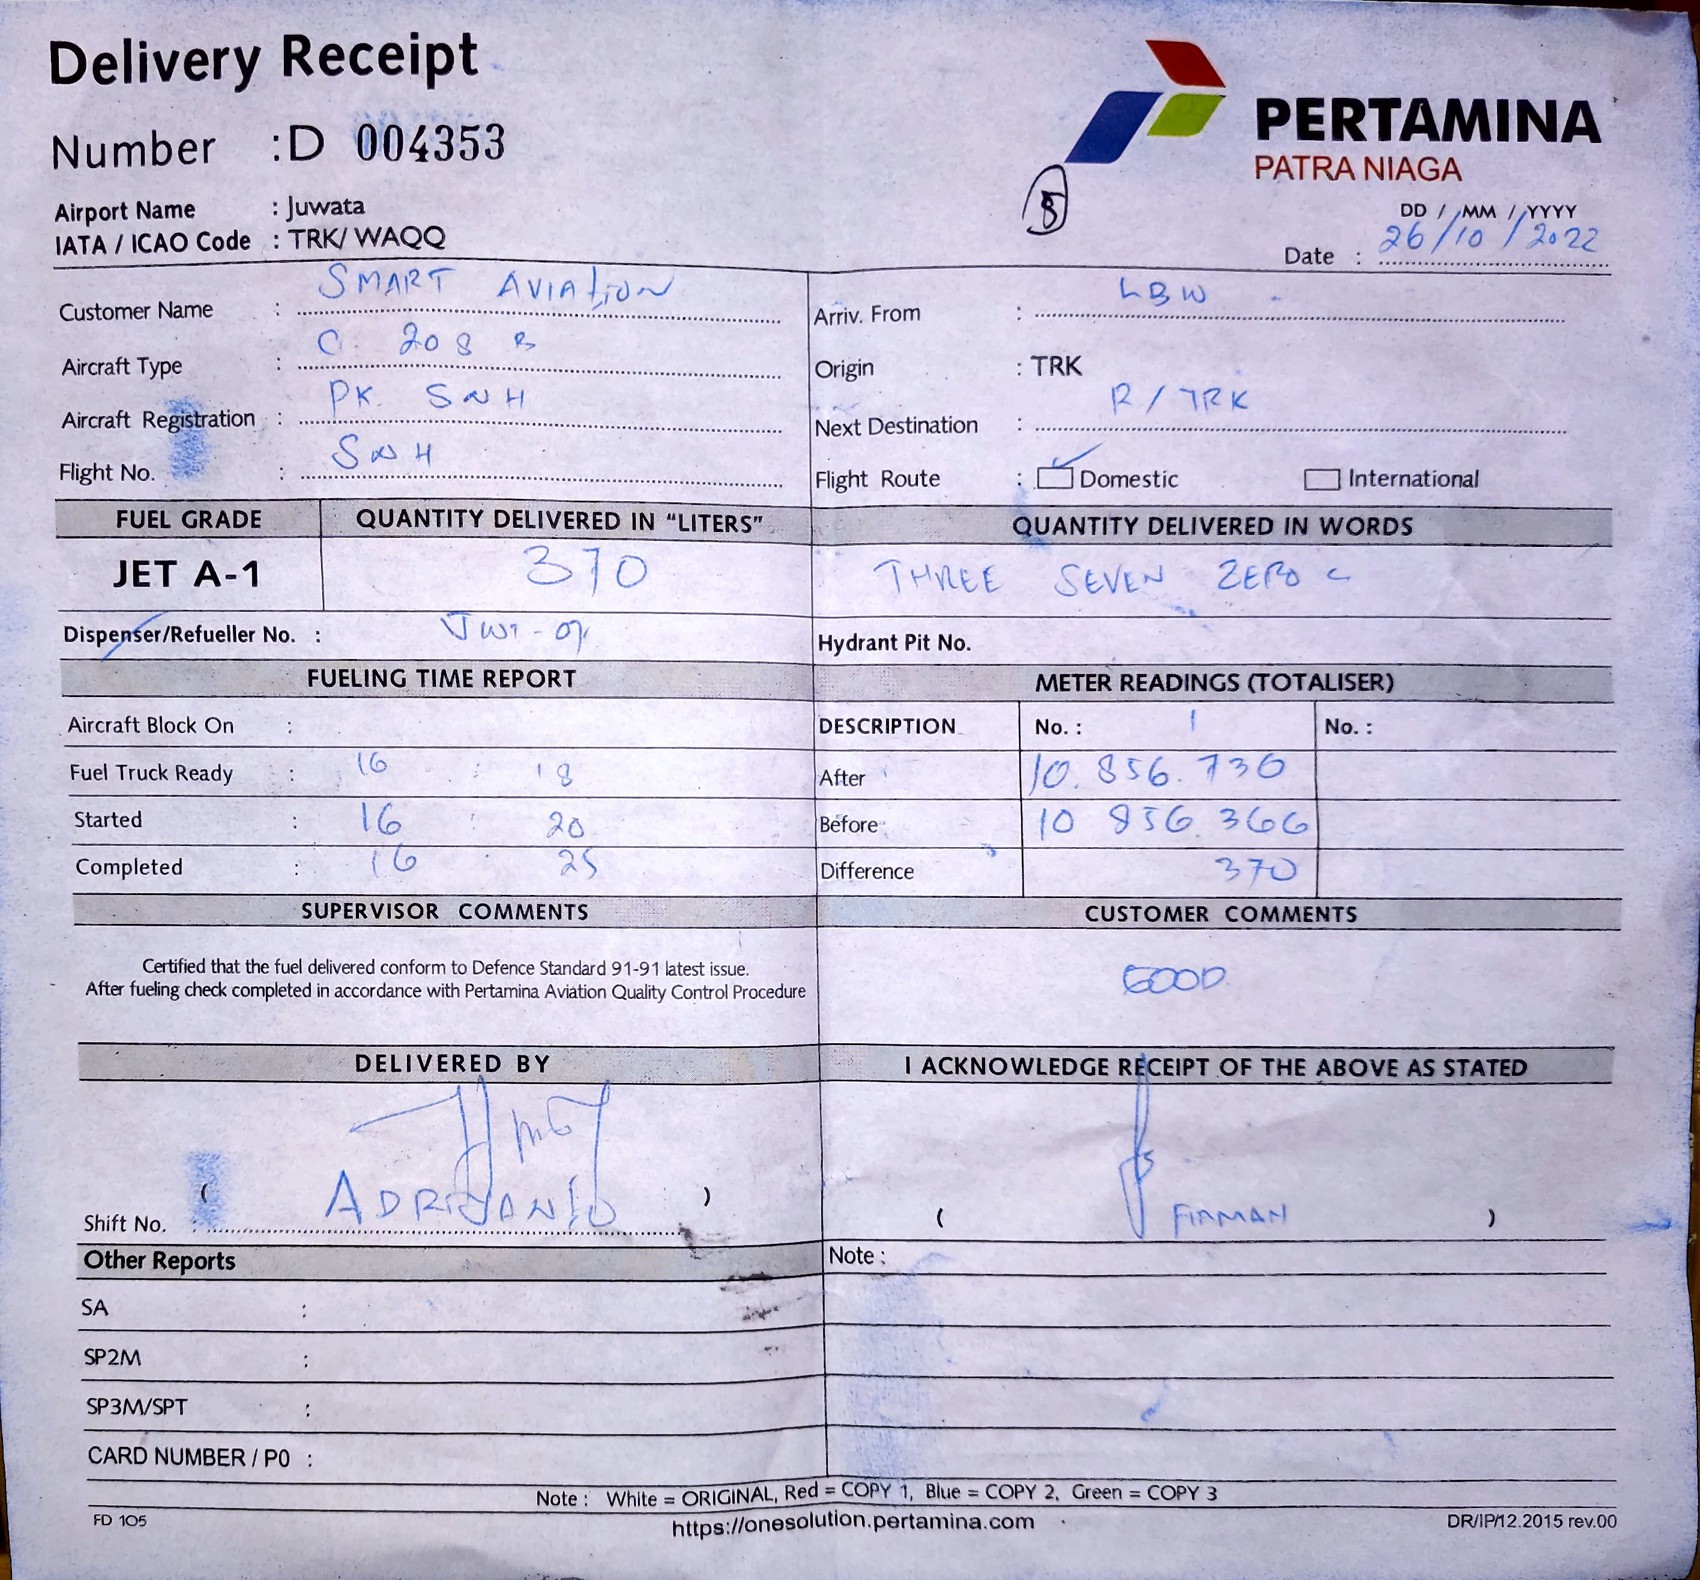 Delivery Receipt
Number : D 004353
PERTAMINA
PATRA NIAGA
5
Airport Name : Juwata
IATA / ICAO Code : TRK/ WAQQ
DD / MM / YYYY
Date : 26/10/2022
Customer Name : SMART AVIATION
Aircraft Type : C 208 B
Aircraft Registration : PK. SNH
Flight No. : SNH
Arriv. From : LBW
Origin : TRK
Next Destination : R/TRK
Flight Route : Domestic International
FUEL GRADE QUANTITY DELIVERED IN "LITERS" QUANTITY DELIVERED IN WORDS
JET A-1 370 THREE SEVEN ZERO
Dispenser/Refueller No. : Hydrant Pit No.
FUELING TIME REPORT METER READINGS (TOTALISER)
Aircraft Block On : DESCRIPTION No. : 1 No. :
Fuel Truck Ready : 16 : 18 After 10.856.736
Started : 16 : 20 Before 10 856 366
Completed : 16 : 25 Difference 370
SUPERVISOR COMMENTS CUSTOMER COMMENTS
Certified that the fuel delivered conform to Defence Standard 91-91 latest issue.
After fueling check completed in accordance with Pertamina Aviation Quality Control Procedure
GOOD
DELIVERED BY I ACKNOWLEDGE RECEIPT OF THE ABOVE AS STATED
( ADRIYANTO )
Shift No. :
( FIRMAN )
Other Reports Note :
SA :
SP2M :
SP3M/SPT :
CARD NUMBER / PO :
Note : White = ORIGINAL, Red = COPY 1, Blue = COPY 2, Green = COPY 3
FD 105 https://onesolution.pertamina.com DR/IP/12.2015 rev.00